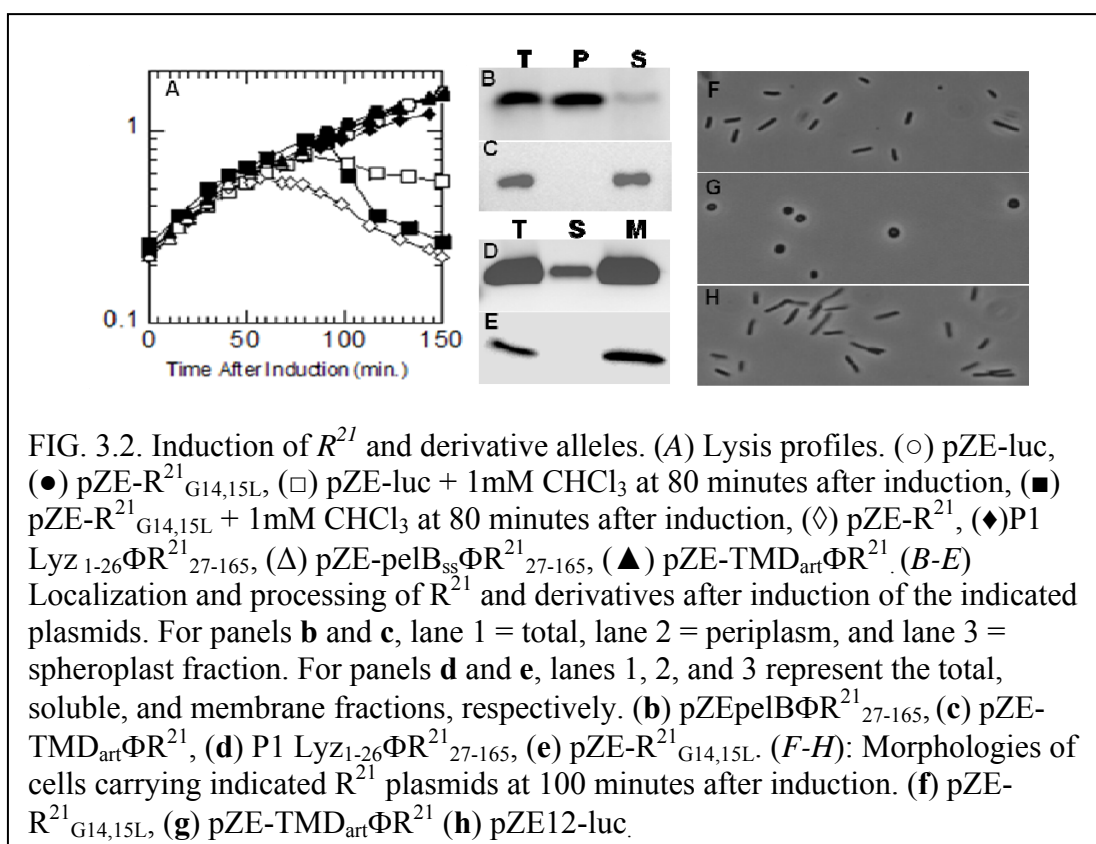 T P S
A
B
F
1
C
G
T S M
D
E
H
0.1
0 50 100 150
Time After Induction (min.)
FIG. 3.2. Induction of R²¹ and derivative alleles. (A) Lysis profiles. (○) pZE-luc,
(●) pZE-R²¹G14,15L, (□) pZE-luc + 1mM CHCl₃ at 80 minutes after induction, (■)
pZE-R²¹G14,15L + 1mM CHCl₃ at 80 minutes after induction, (◊) pZE-R²¹, (♦)P1
Lyz 1-26ΦR²¹27-165, (Δ) pZE-pelBssΦR²¹27-165, (▲) pZE-TMDartΦR²¹. (B-E)
Localization and processing of R²¹ and derivatives after induction of the indicated
plasmids. For panels b and c, lane 1 = total, lane 2 = periplasm, and lane 3 =
spheroplast fraction. For panels d and e, lanes 1, 2, and 3 represent the total,
soluble, and membrane fractions, respectively. (b) pZEpelBΦR²¹27-165, (c) pZE-
TMDartΦR²¹, (d) P1 Lyz1-26ΦR²¹27-165, (e) pZE-R²¹G14,15L. (F-H): Morphologies of
cells carrying indicated R²¹ plasmids at 100 minutes after induction. (f) pZE-
R²¹G14,15L, (g) pZE-TMDartΦR²¹ (h) pZE12-luc.